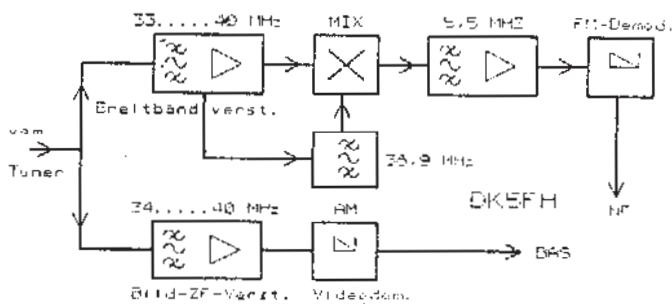 33.....40 MHz
MIX
5,5 MHz
FM-Demod.
Breitband verst.
vom
Tuner
38,9 MHz
DK5FH
NF
34.....40 MHz
AM
BAS
Bild-ZF-Verst.
Videodem.